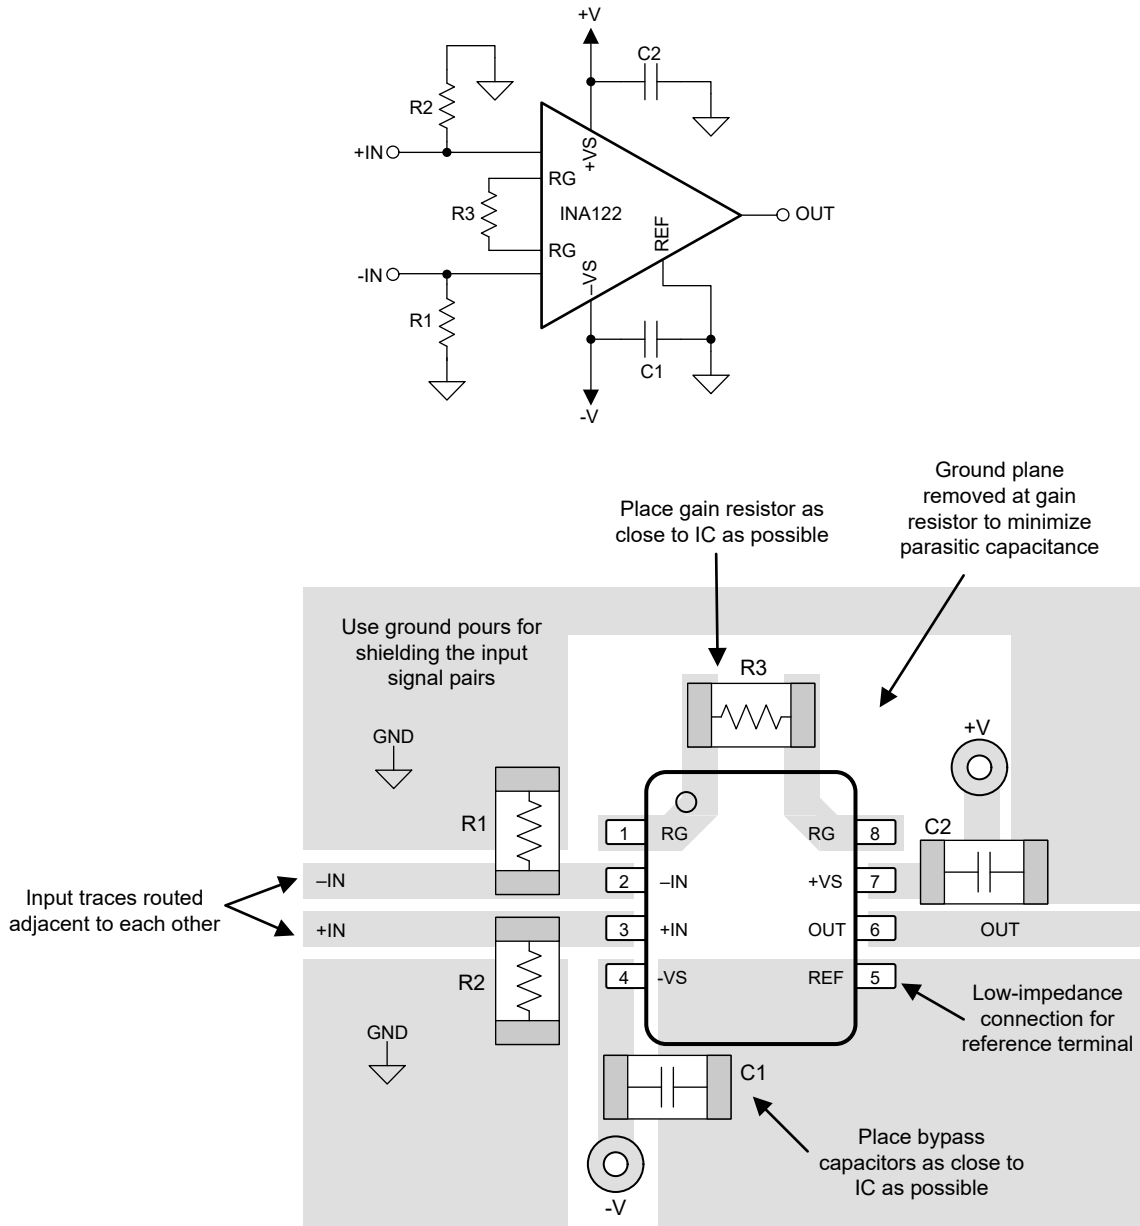 +V
C2
R2
+IN
+VS
RG
R3
INA122
OUT
REF
RG
-IN
–VS
R1
C1
-V
Ground plane
removed at gain
resistor to minimize
parasitic capacitance
Place gain resistor as
close to IC as possible
Use ground pours for
shielding the input
signal pairs
R3
GND
+V
R1
C2
1
RG
RG
8
Input traces routed
adjacent to each other
–IN
2
–IN
+VS
7
+IN
3
+IN
OUT
6
OUT
R2
4
-VS
REF
5
Low-impedance
connection for
reference terminal
GND
C1
Place bypass
capacitors as close to
IC as possible
-V